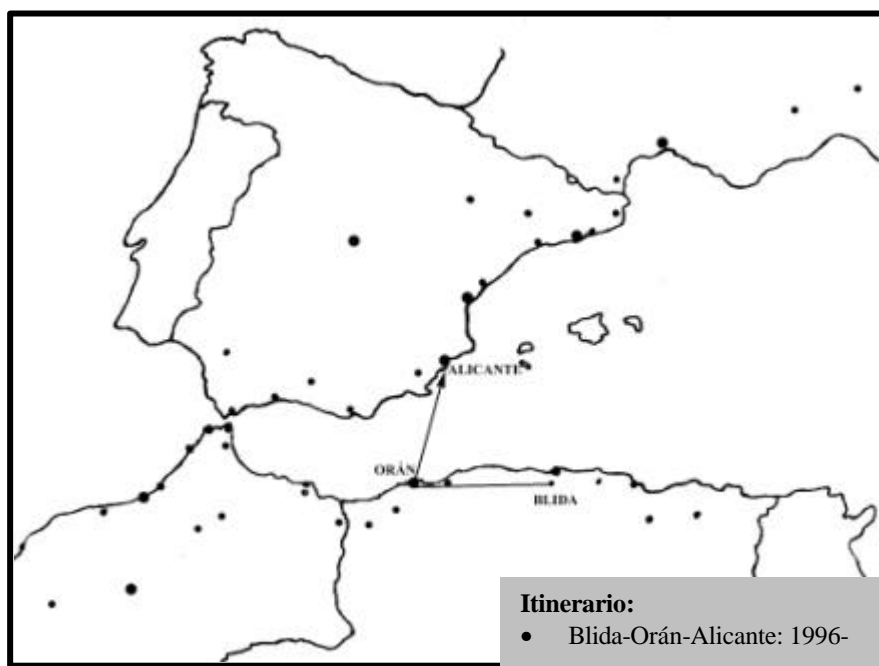 ALICANTE
ORÁN
BLIDA
Itinerario:
• Blida-Orán-Alicante: 1996-